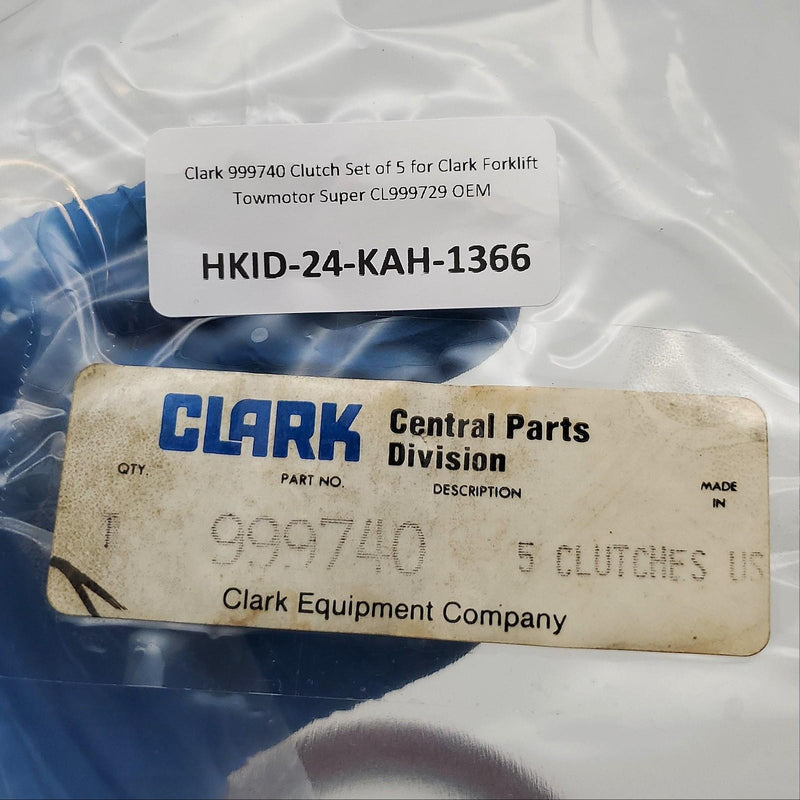 Clark 999740 Clutch Set of 5 for Clark Forklift
Towmotor Super CL999729 OEM
HKID-24-KAH-1366
CLARK Central Parts
Division
QTY. PART NO. DESCRIPTION MADE
IN
1 999740 5 CLUTCHES US
Clark Equipment Company